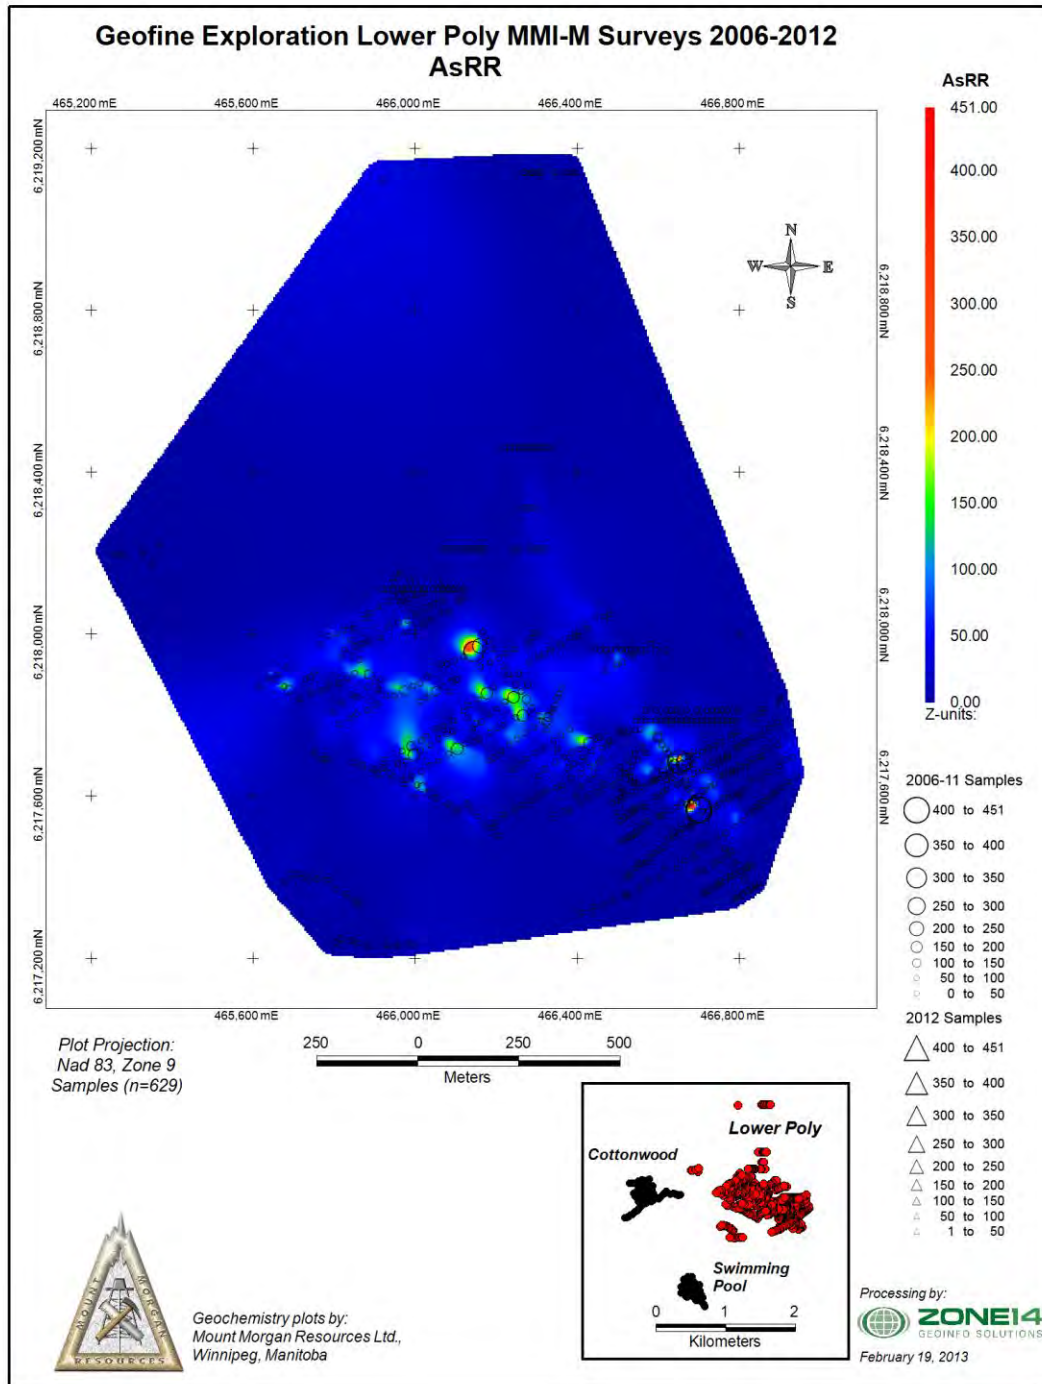 Geofine Exploration Lower Poly MMI-M Surveys 2006-2012
AsRR
465,200 mE 465,600 mE 466,000 mE 466,400 mE 466,800 mE
6,219,200 mN
6,218,800 mN
6,218,400 mN
6,218,000 mN
6,217,600 mN
6,217,200 mN
N
W E
S
6,218,800 mN
6,218,400 mN
6,218,000 mN
6,217,600 mN
465,600 mE 466,000 mE 466,400 mE 466,800 mE
AsRR
451.00
400.00
350.00
300.00
250.00
200.00
150.00
100.00
50.00
0.00
Z-units:
2006-11 Samples
400 to 451
350 to 400
300 to 350
250 to 300
200 to 250
150 to 200
100 to 150
50 to 100
0 to 50
2012 Samples
400 to 451
350 to 400
300 to 350
250 to 300
200 to 250
150 to 200
100 to 150
50 to 100
1 to 50
Plot Projection:
Nad 83, Zone 9
Samples (n=629)
250 0 250 500
Meters
Lower Poly
Cottonwood
Swimming
Pool
0 1 2
Kilometers
MOUNT MORGAN
RESOURCES
Geochemistry plots by:
Mount Morgan Resources Ltd.,
Winnipeg, Manitoba
Processing by:
ZONE14
GEOINFO SOLUTIONS
February 19, 2013